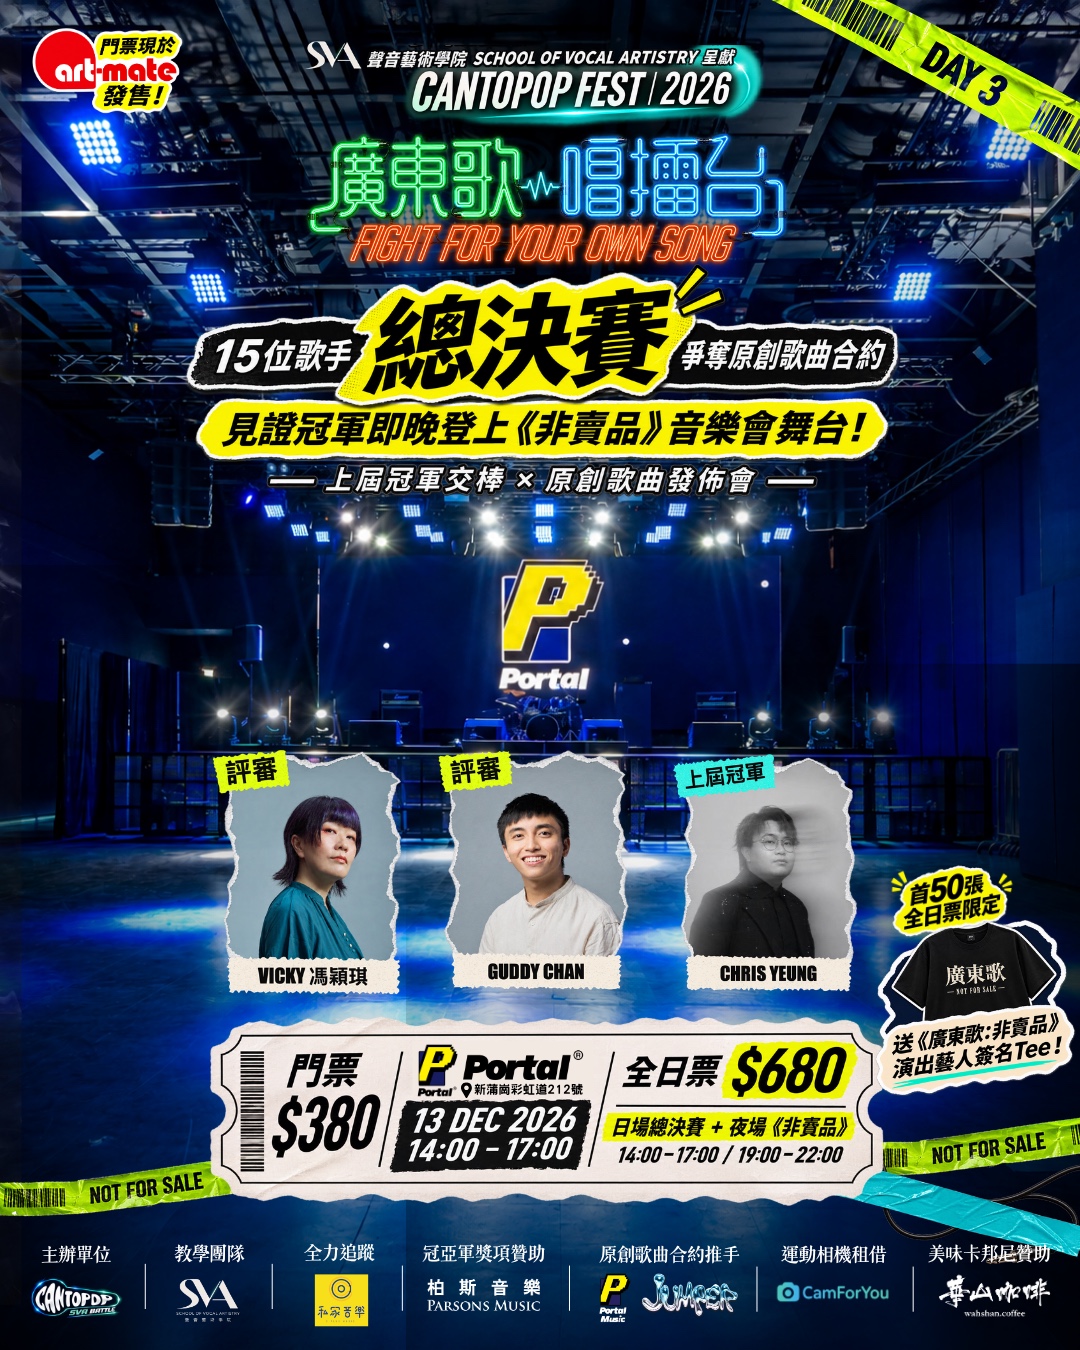 門票現於
art-mate
發售！
SVA 聲音藝術學院 SCHOOL OF VOCAL ARTISTRY 呈獻
CANTOPOP FEST | 2026
DAY 3
廣東歌 唱擂台
FIGHT FOR YOUR OWN SONG
15位歌手 總決賽 爭奪原創歌曲合約
見證冠軍即晚登上《非賣品》音樂會舞台！
上屆冠軍交棒 × 原創歌曲發佈會
P
Portal
評審
VICKY 馮穎琪
評審
GUDDY CHAN
上屆冠軍
CHRIS YEUNG
首50張
全日票限定
廣東歌
NOT FOR SALE
送《廣東歌：非賣品》
演出藝人簽名Tee！
門票
$380
Portal Portal®
新蒲崗彩虹道212號
13 DEC 2026
14:00 - 17:00
全日票 $680
日場總決賽 + 夜場《非賣品》
14:00-17:00 / 19:00-22:00
NOT FOR SALE
NOT FOR SALE
主辦單位
CANTOPOP
SVA BATTLE
教學團隊
SVA
SCHOOL OF VOCAL ARTISTRY
聲音藝術學院
全力追蹤
私家音樂
冠亞軍獎項贊助
柏斯音樂
PARSONS MUSIC
原創歌曲合約推手
Portal
Music
JUMPER
運動相機租借
CamForYou
美味卡邦尼贊助
華山咖啡
wahshan.coffee